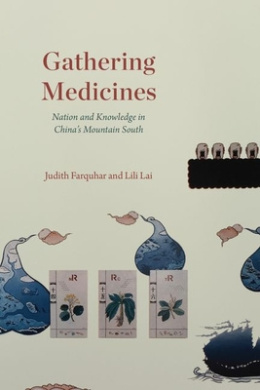 Gathering
Medicines
Nation and Knowledge in
China's Mountain South
Judith Farquhar and Lili Lai